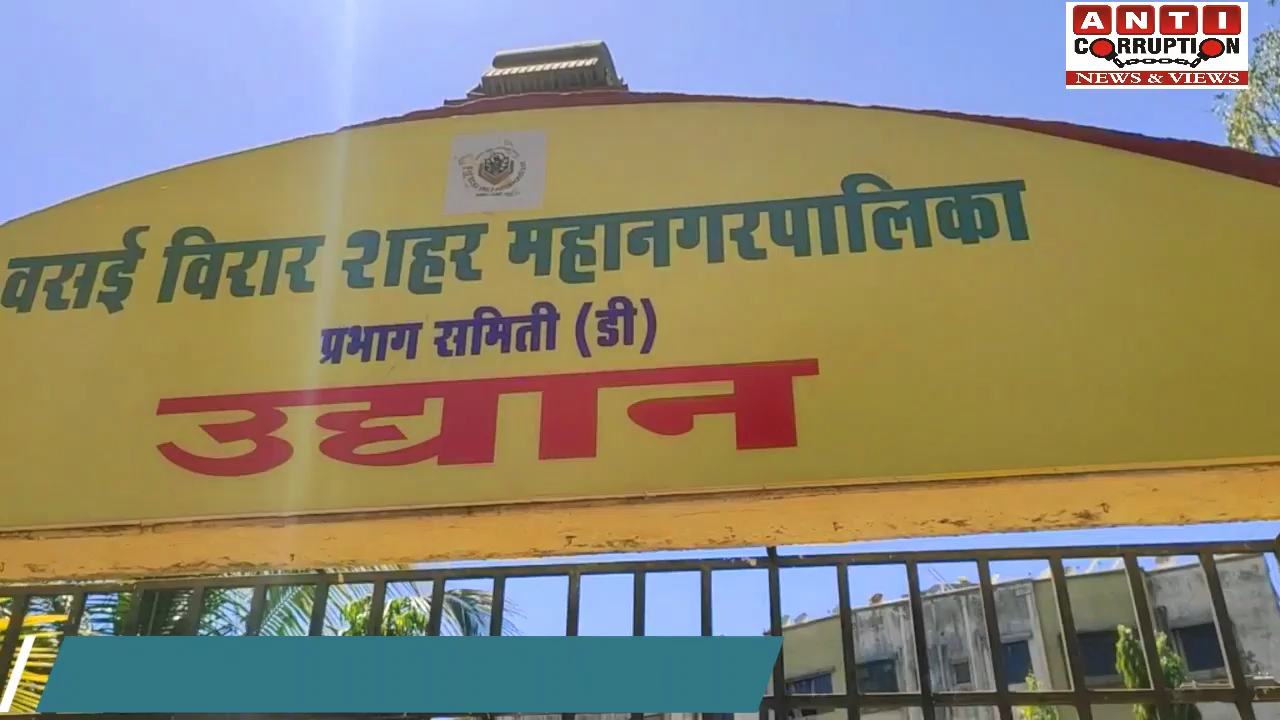 ANTI
CORRUPTION
NEWS & VIEWS
वसई विरार शहर महानगरपालिका
प्रभाग समिती (डी)
उद्यान